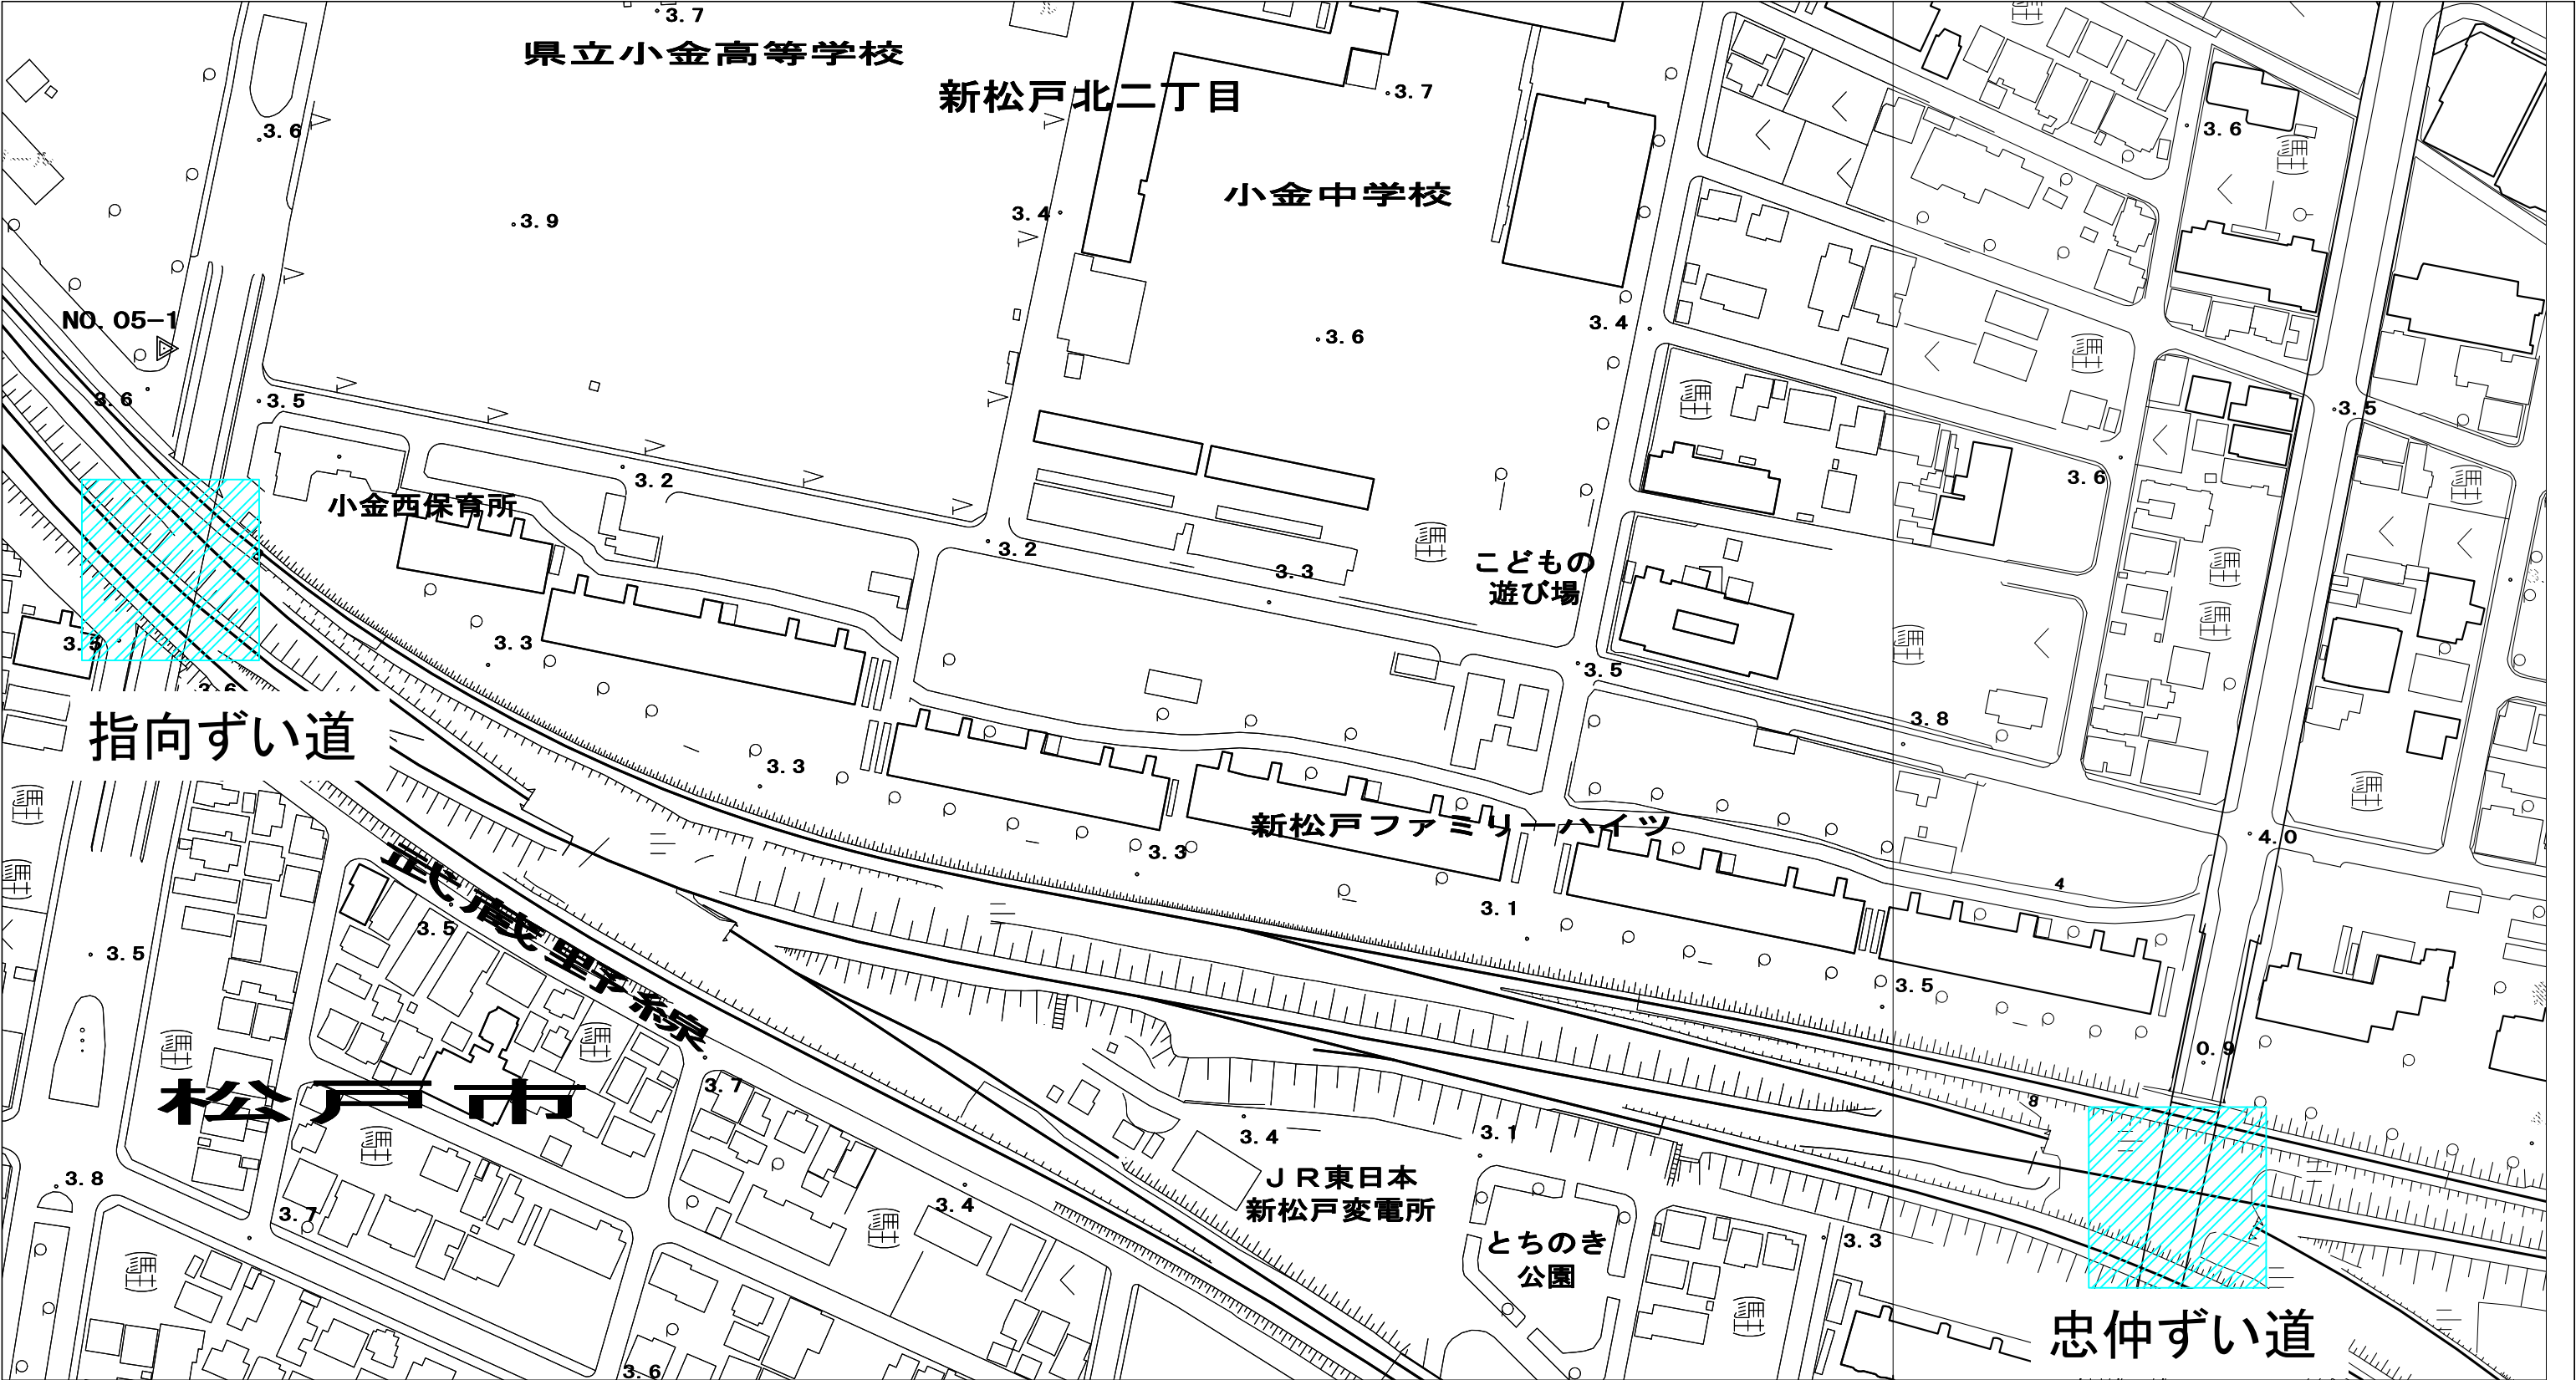 3.7
県立小金高等学校
新松戸北二丁目
3.7
3.6
3.6
小金中学校
3.4
3.9
NO.05-1
3.4
3.6
3.6
3.5
3.5
3.6
3.2
小金西保育所
3.2
3.3
こどもの
遊び場
3.5
3.3
3.5
3.6
3.8
指向ずい道
3.3
新松戸ファミリーハイツ
4.0
3.3
4
武蔵野線
3.1
3.5
3.5
3.5
0.9
3.7
松戸市
8
3.4
3.1
JR東日本
新松戸変電所
3.8
3.4
3.7
とちのき
公園
3.3
忠仲ずい道
3.6